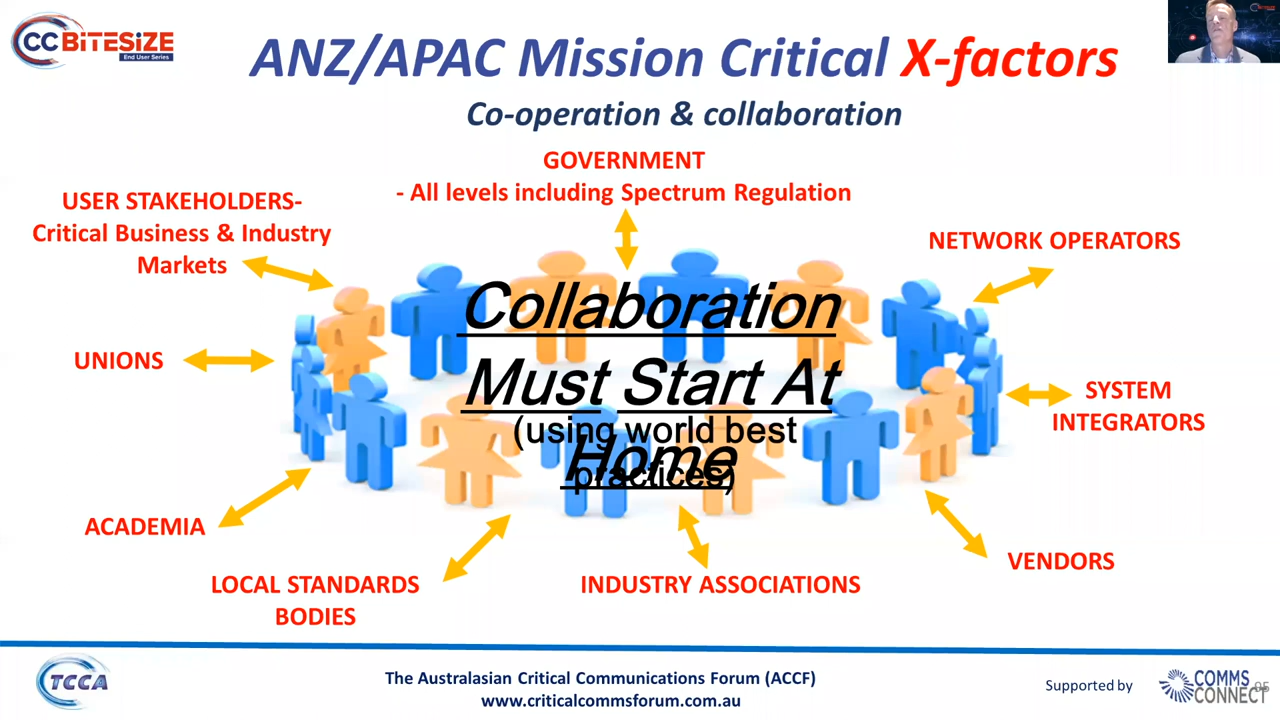 CCBITESIZE
End User Series
ANZ/APAC Mission Critical X-factors
Co-operation & collaboration
GOVERNMENT
- All levels including Spectrum Regulation
USER STAKEHOLDERS-
Critical Business & Industry
Markets
NETWORK OPERATORS
Collaboration
Must Start At
Home
(using world best
practices)
UNIONS
SYSTEM
INTEGRATORS
ACADEMIA
VENDORS
LOCAL STANDARDS
BODIES
INDUSTRY ASSOCIATIONS
TCCA
The Australasian Critical Communications Forum (ACCF)
www.criticalcommsforum.com.au
Supported by
COMMS
CONNECT